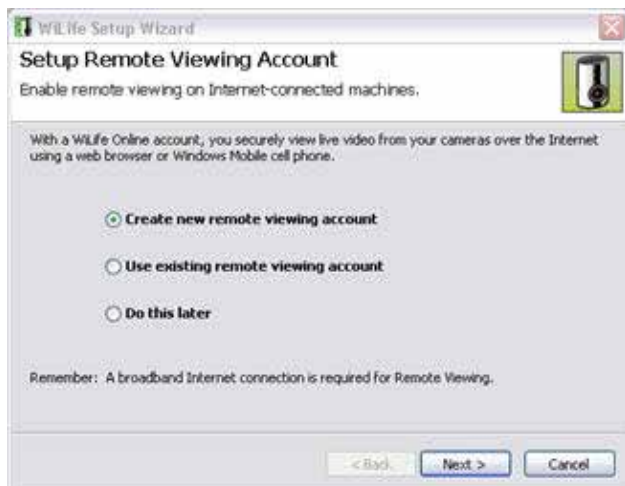 WiLife Setup Wizard
Setup Remote Viewing Account
Enable remote viewing on Internet-connected machines.
With a WiLife Online account, you securely view live video from your cameras over the Internet
using a web browser or Windows Mobile cell phone.
Create new remote viewing account
Use existing remote viewing account
Do this later
Remember: A broadband Internet connection is required for Remote Viewing.
< Back
Next >
Cancel